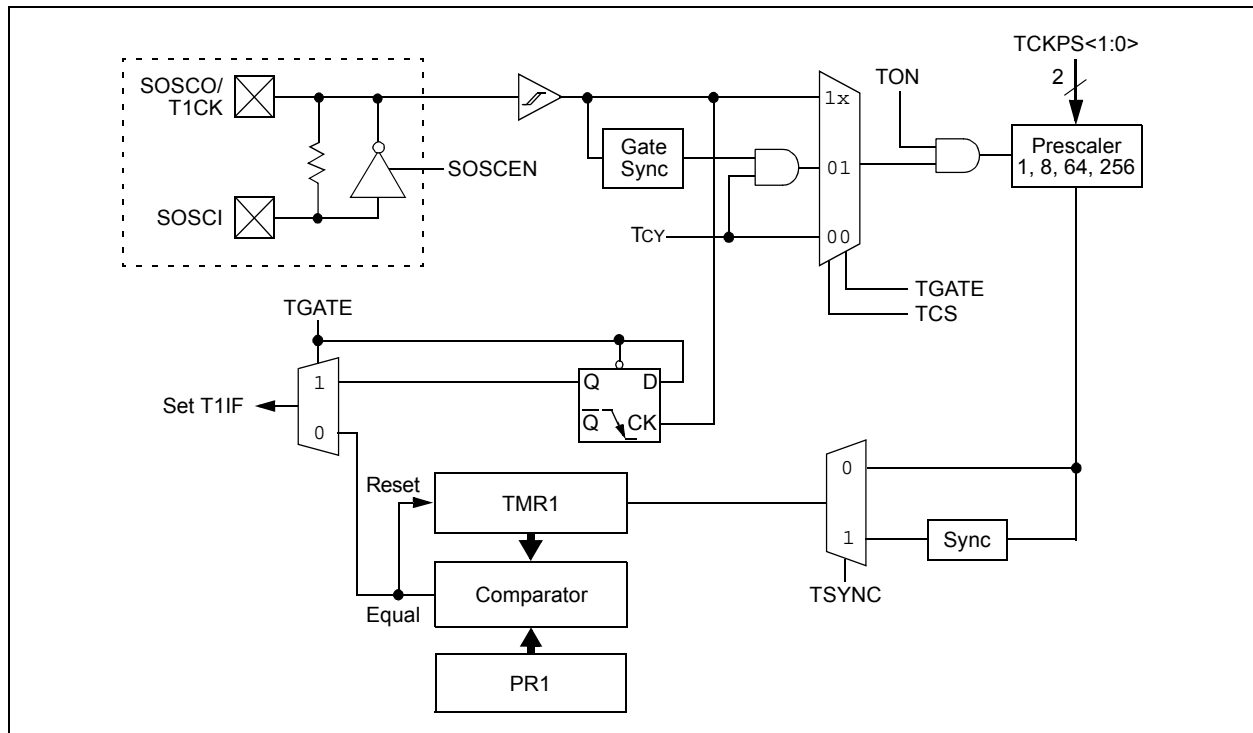 TCKPS<1:0>
2
SOSCO/
T1CK
TON
1x
Gate
Sync
Prescaler
1, 8, 64, 256
SOSCEN
01
SOSCI
TCY
00
TGATE
TCS
TGATE
1
Q
D
Set T1IF
Q
CK
0
Reset
TMR1
0
1
Sync
Equal
Comparator
TSYNC
PR1